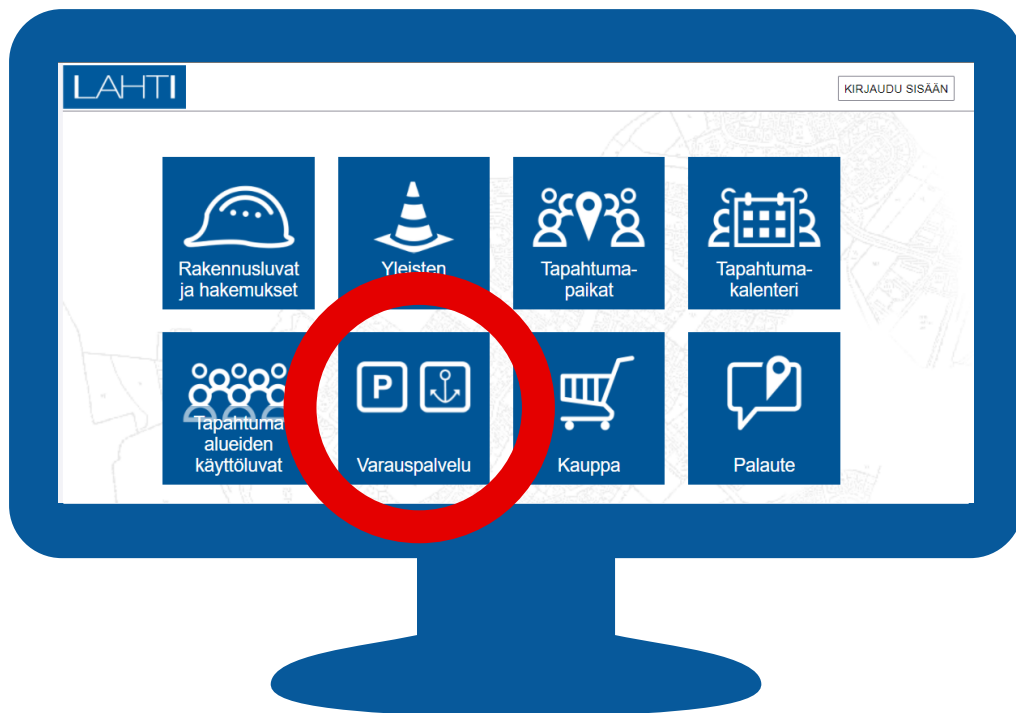 LAHTI
KIRJAUDU SISÄÄN
Rakennusluvat
ja hakemukset
Yleisten
Tapahtuma-
paikat
Tapahtuma-
kalenteri
Tapahtuma
alueiden
käyttöluvat
P
Varauspalvelu
Kauppa
Palaute